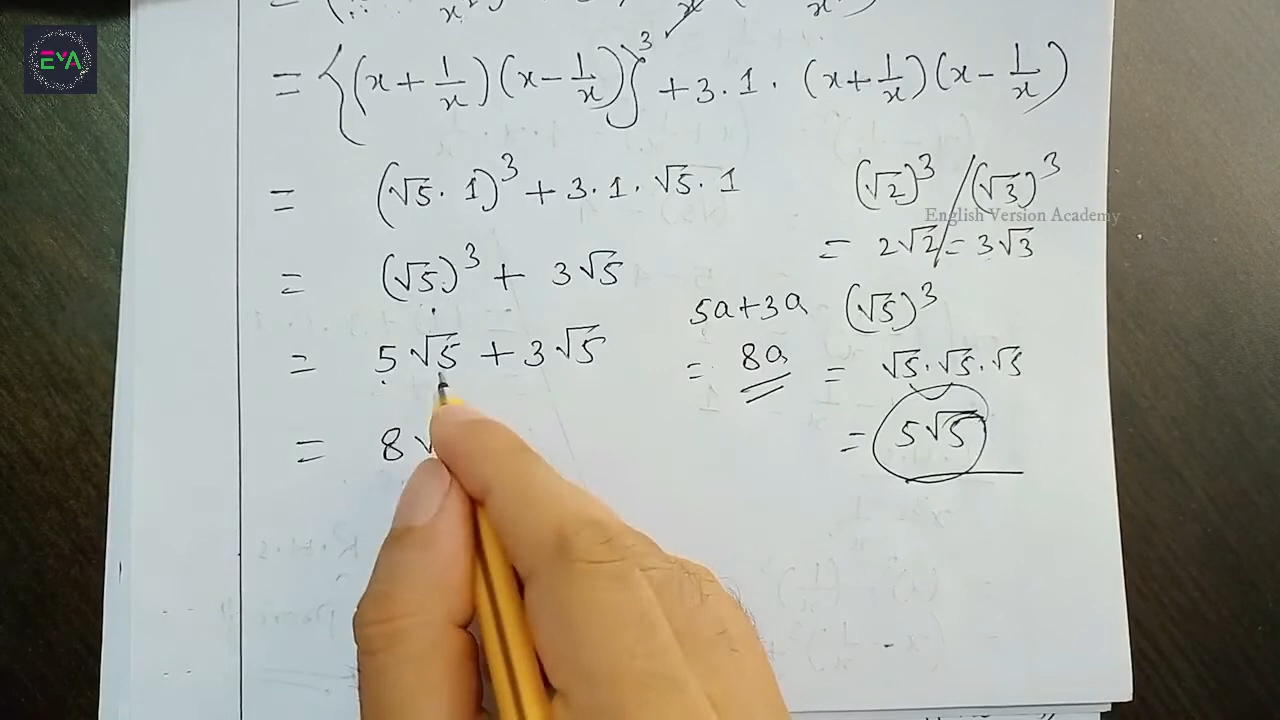 EYA
= {(x + 1/x)(x - 1/x)}³ + 3.1. (x + 1/x)(x - 1/x)
= (√5 . 1)³ + 3.1. √5 . 1
= (√5)³ + 3√5
= 5√5 + 3√5
= 8√
(√2)³ / (√3)³
English Version Academy
= 2√2 / = 3√3
5a + 3a
= 8a
(√5)³
= √5 . √5 . √5
= 5√5